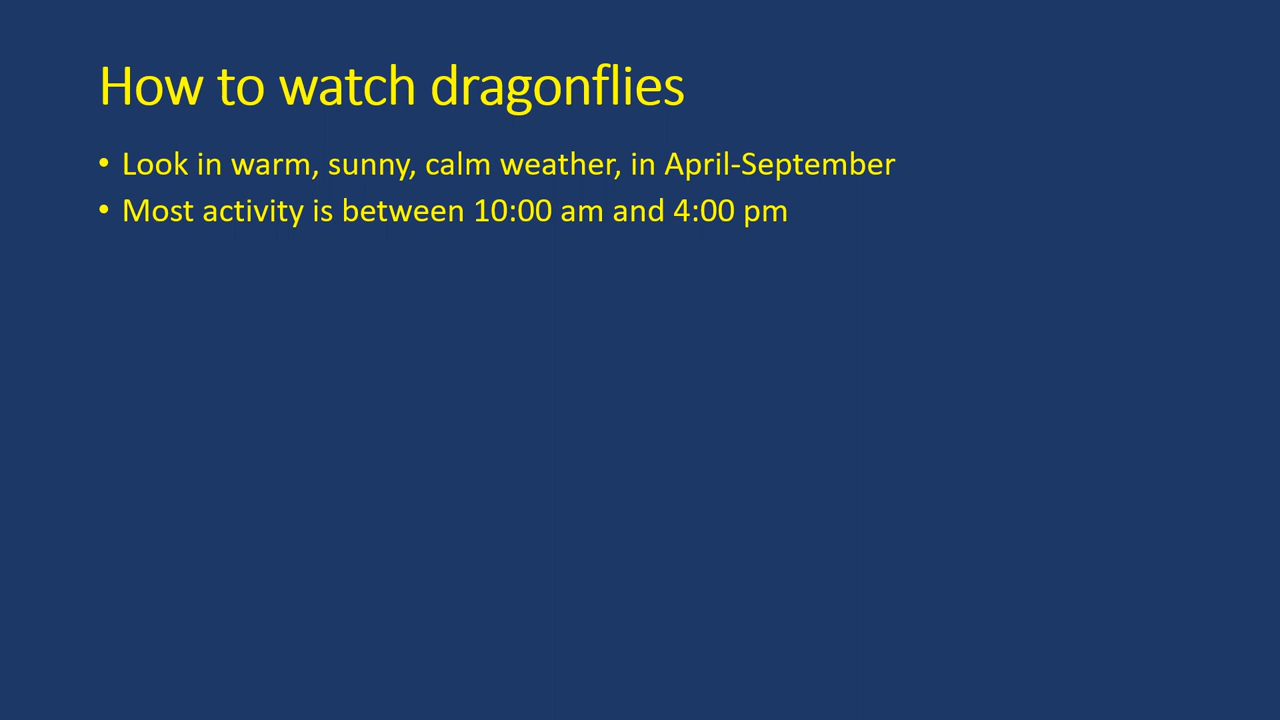 How to watch dragonflies
• Look in warm, sunny, calm weather, in April-September
• Most activity is between 10:00 am and 4:00 pm